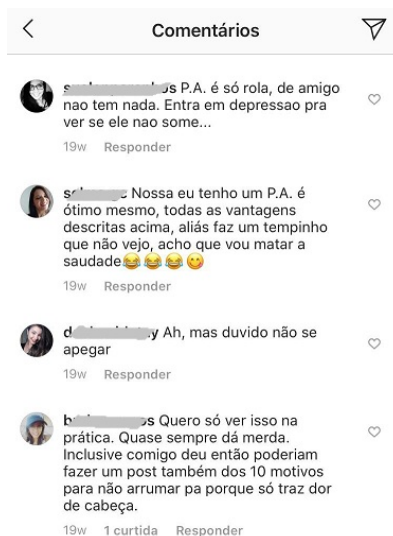 Comentários
os P.A. é só rola, de amigo
nao tem nada. Entra em depressao pra
ver se ele nao some...
19w Responder
Nossa eu tenho um P.A. é
ótimo mesmo, todas as vantagens
descritas acima, aliás faz um tempinho
que não vejo, acho que vou matar a
saudade😂😂😂😋
19w Responder
Ah, mas duvido não se
apegar
19w Responder
Quero só ver isso na
prática. Quase sempre dá merda.
Inclusive comigo deu então poderiam
fazer um post também dos 10 motivos
para não arrumar pa porque só traz dor
de cabeça.
19w 1 curtida Responder